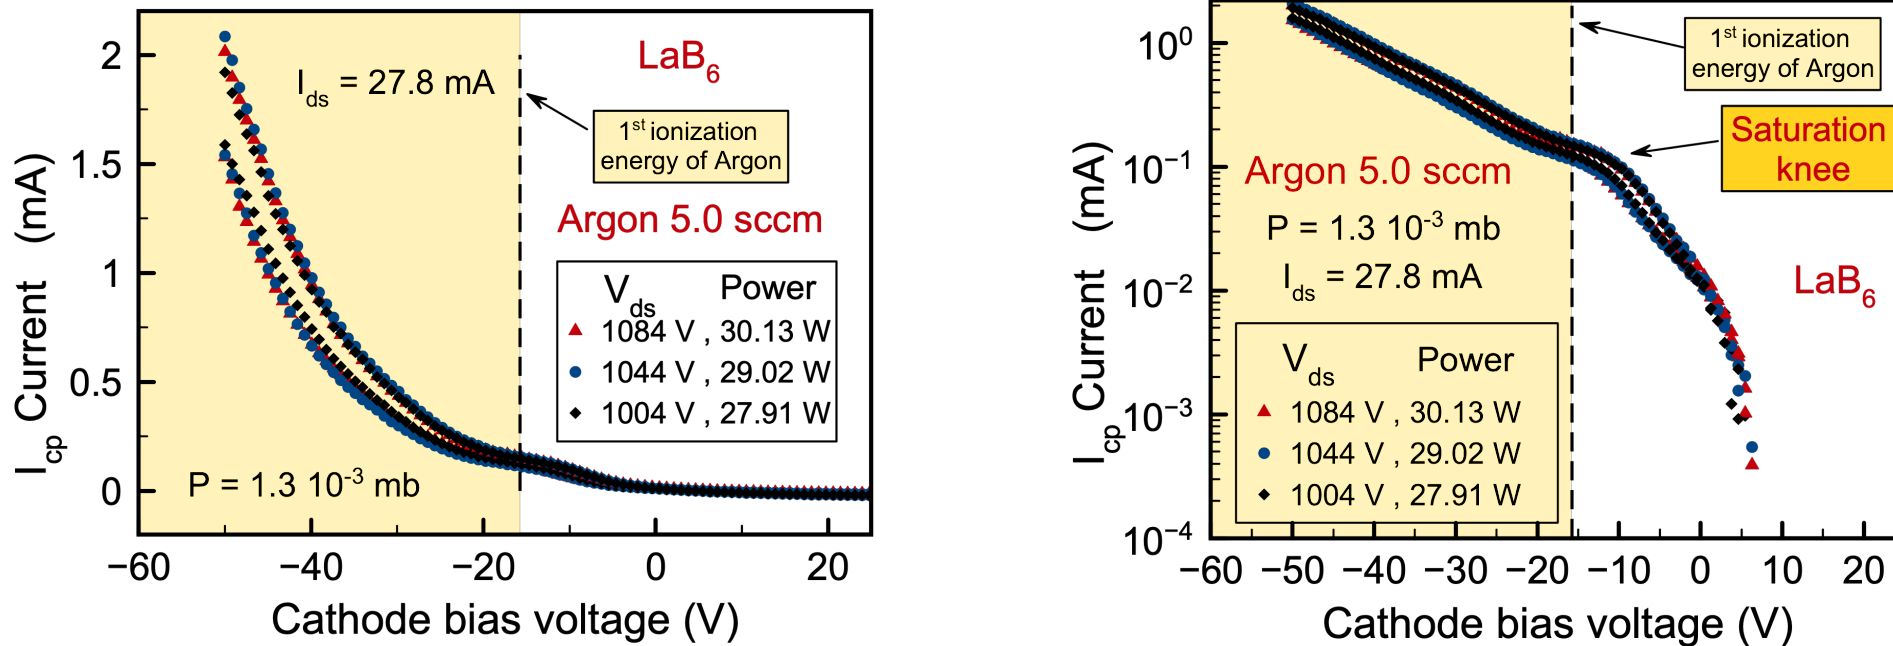 2
1.5
1
0.5
0
I_cp Current (mA)
−60 −40 −20 0 20
Cathode bias voltage (V)
I_ds = 27.8 mA
LaB₆
1ˢᵗ ionization
energy of Argon
Argon 5.0 sccm
V_ds Power
1084 V , 30.13 W
1044 V , 29.02 W
1004 V , 27.91 W
P = 1.3 10⁻³ mb
10⁰
10⁻¹
10⁻²
10⁻³
10⁻⁴
I_cp Current (mA)
−60 −50 −40 −30 −20 −10 0 10 20
Cathode bias voltage (V)
1ˢᵗ ionization
energy of Argon
Saturation
knee
Argon 5.0 sccm
P = 1.3 10⁻³ mb
I_ds = 27.8 mA
LaB₆
V_ds Power
1084 V , 30.13 W
1044 V , 29.02 W
1004 V , 27.91 W